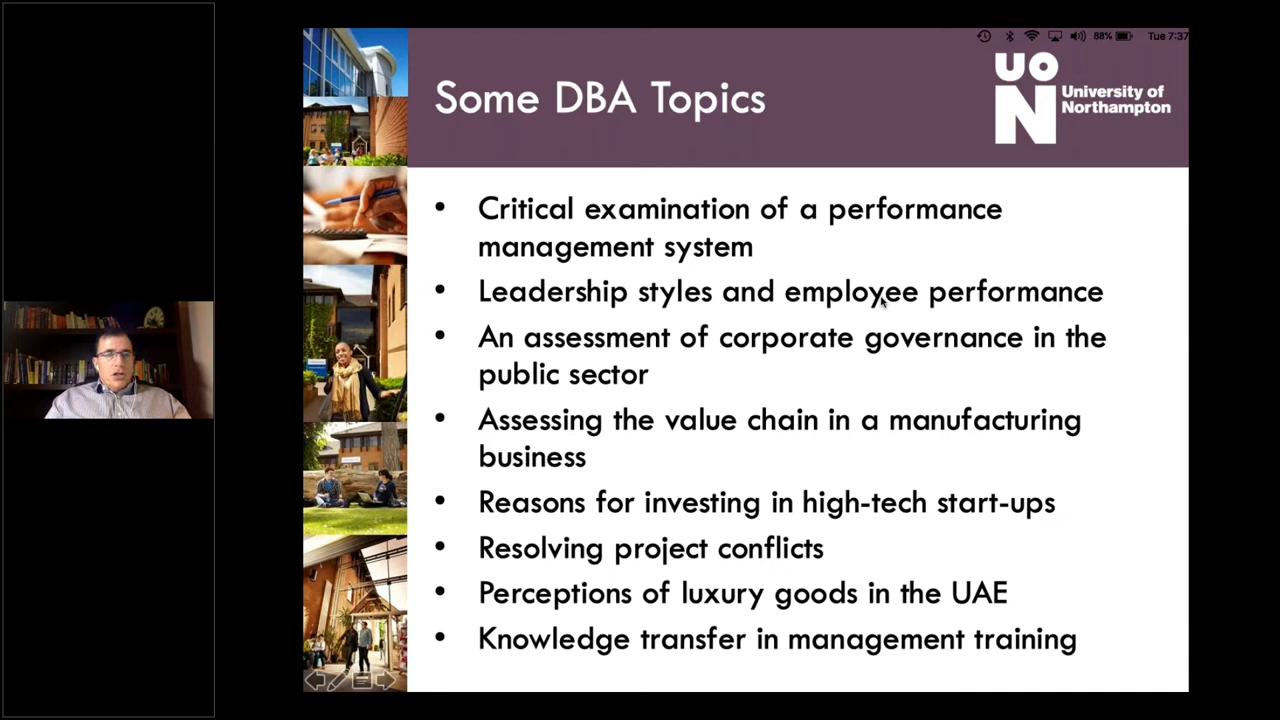 88% Tue 7:37
Some DBA Topics
UON
University of
Northampton
• Critical examination of a performance
management system
• Leadership styles and employee performance
• An assessment of corporate governance in the
public sector
• Assessing the value chain in a manufacturing
business
• Reasons for investing in high-tech start-ups
• Resolving project conflicts
• Perceptions of luxury goods in the UAE
• Knowledge transfer in management training